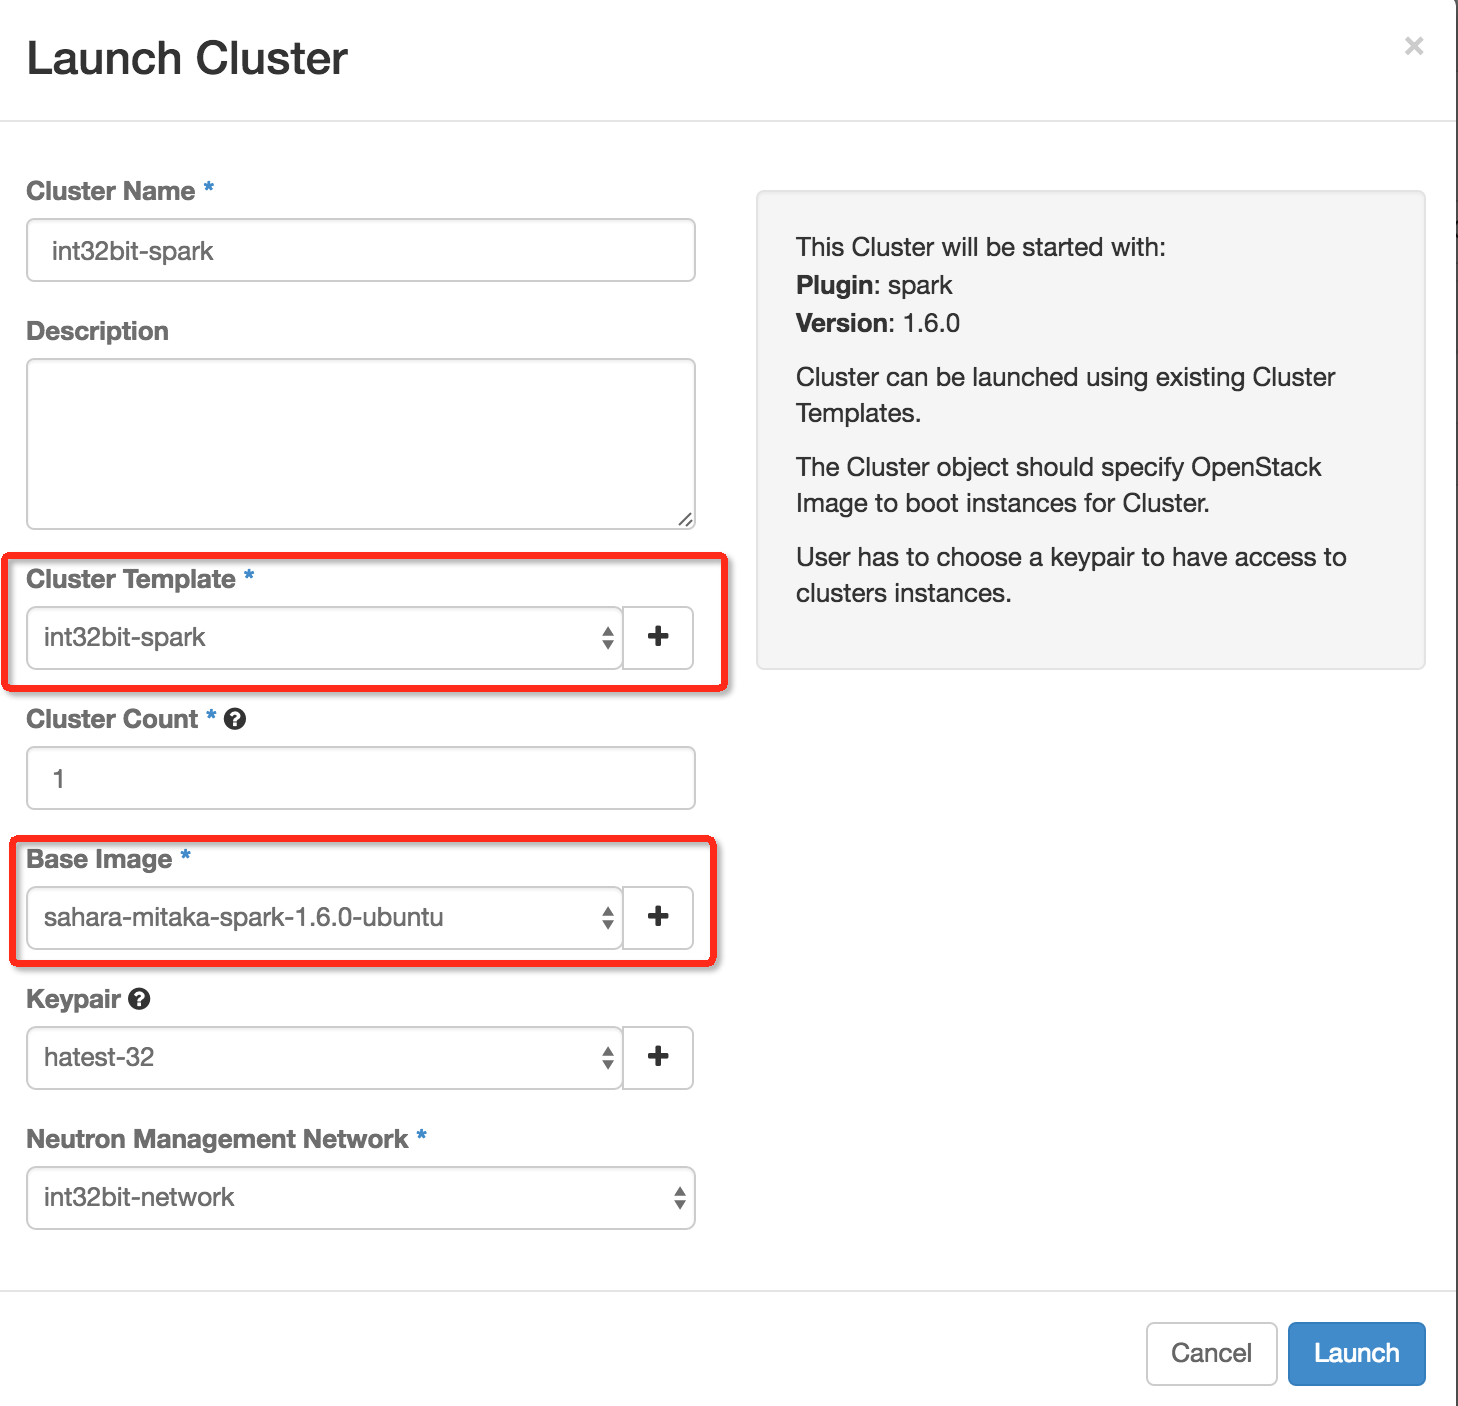 Launch Cluster
×
Cluster Name *
int32bit-spark
Description
Cluster Template *
int32bit-spark
+
Cluster Count * ?
1
Base Image *
sahara-mitaka-spark-1.6.0-ubuntu
+
Keypair ?
hatest-32
+
Neutron Management Network *
int32bit-network
This Cluster will be started with:
Plugin: spark
Version: 1.6.0
Cluster can be launched using existing Cluster
Templates.
The Cluster object should specify OpenStack
Image to boot instances for Cluster.
User has to choose a keypair to have access to
clusters instances.
Cancel
Launch